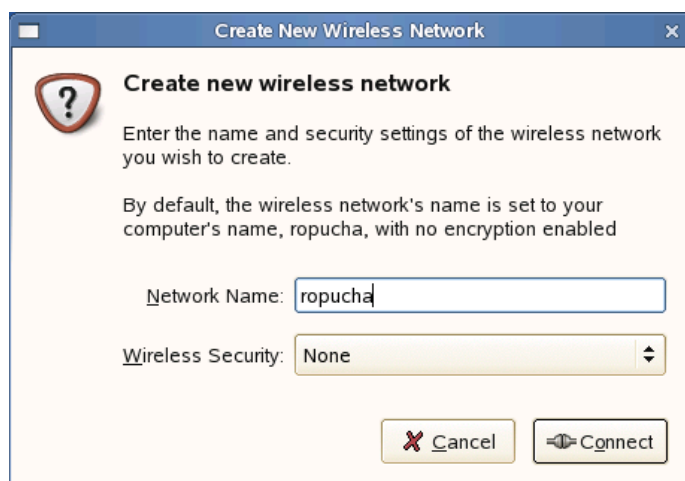 Create New Wireless Network
Create new wireless network
Enter the name and security settings of the wireless network
you wish to create.
By default, the wireless network's name is set to your
computer's name, ropucha, with no encryption enabled
Network Name: ropucha
Wireless Security: None
Cancel Connect